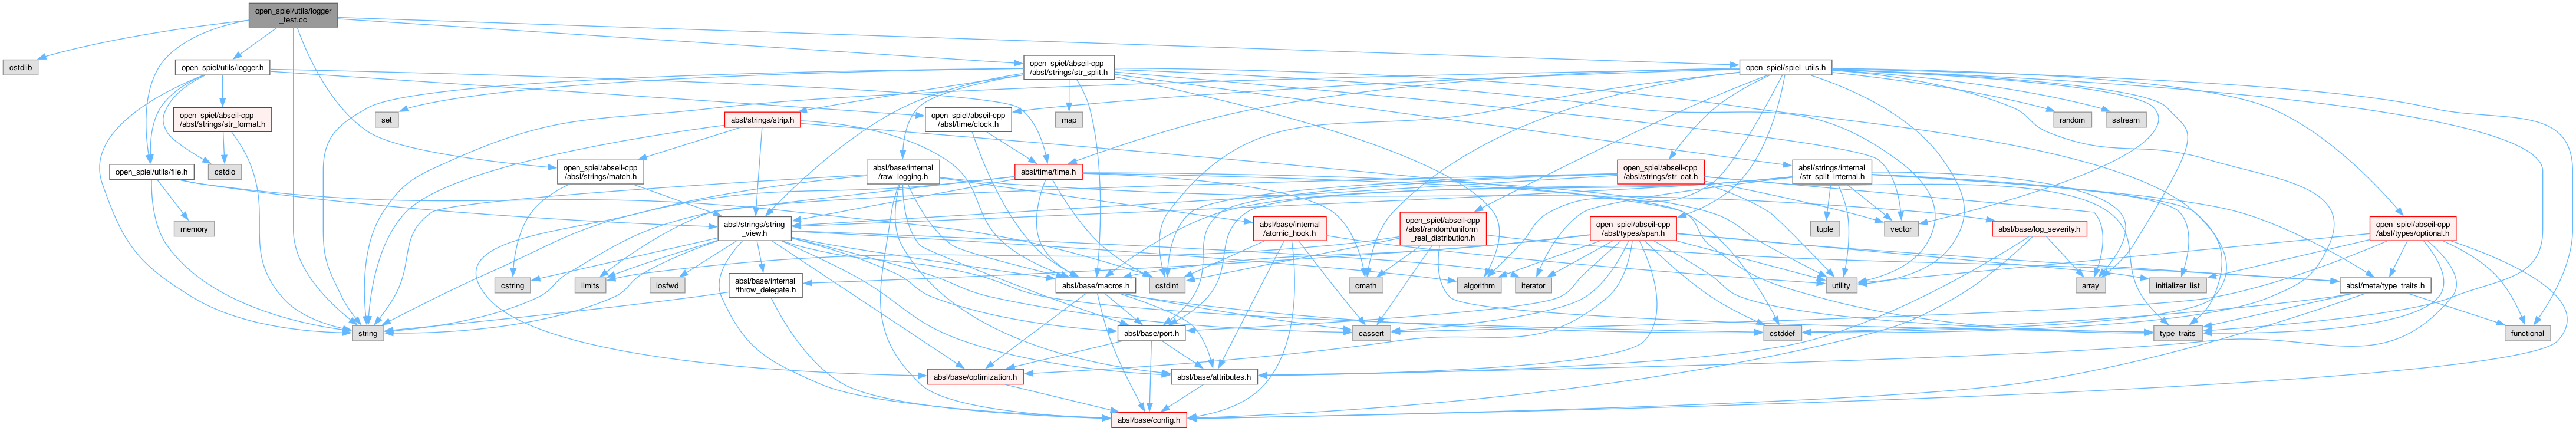 open_spiel/utils/logger
_test.cc
cstdlib
open_spiel/utils/logger.h
open_spiel/abseil-cpp
/absl/strings/str_split.h
open_spiel/spiel_utils.h
open_spiel/abseil-cpp
/absl/strings/str_format.h
set
absl/strings/strip.h
open_spiel/abseil-cpp
/absl/time/clock.h
map
random
sstream
open_spiel/utils/file.h
cstdio
open_spiel/abseil-cpp
/absl/strings/match.h
absl/base/internal
/raw_logging.h
absl/time/time.h
open_spiel/abseil-cpp
/absl/strings/str_cat.h
absl/strings/internal
/str_split_internal.h
memory
absl/strings/string
_view.h
absl/base/internal
/atomic_hook.h
open_spiel/abseil-cpp
/absl/random/uniform
_real_distribution.h
open_spiel/abseil-cpp
/absl/types/span.h
tuple
vector
absl/base/log_severity.h
open_spiel/abseil-cpp
/absl/types/optional.h
cstring
limits
iosfwd
absl/base/internal
/throw_delegate.h
absl/base/macros.h
cstdint
cmath
algorithm
iterator
utility
array
initializer_list
absl/meta/type_traits.h
string
absl/base/port.h
cassert
cstddef
type_traits
functional
absl/base/optimization.h
absl/base/attributes.h
absl/base/config.h